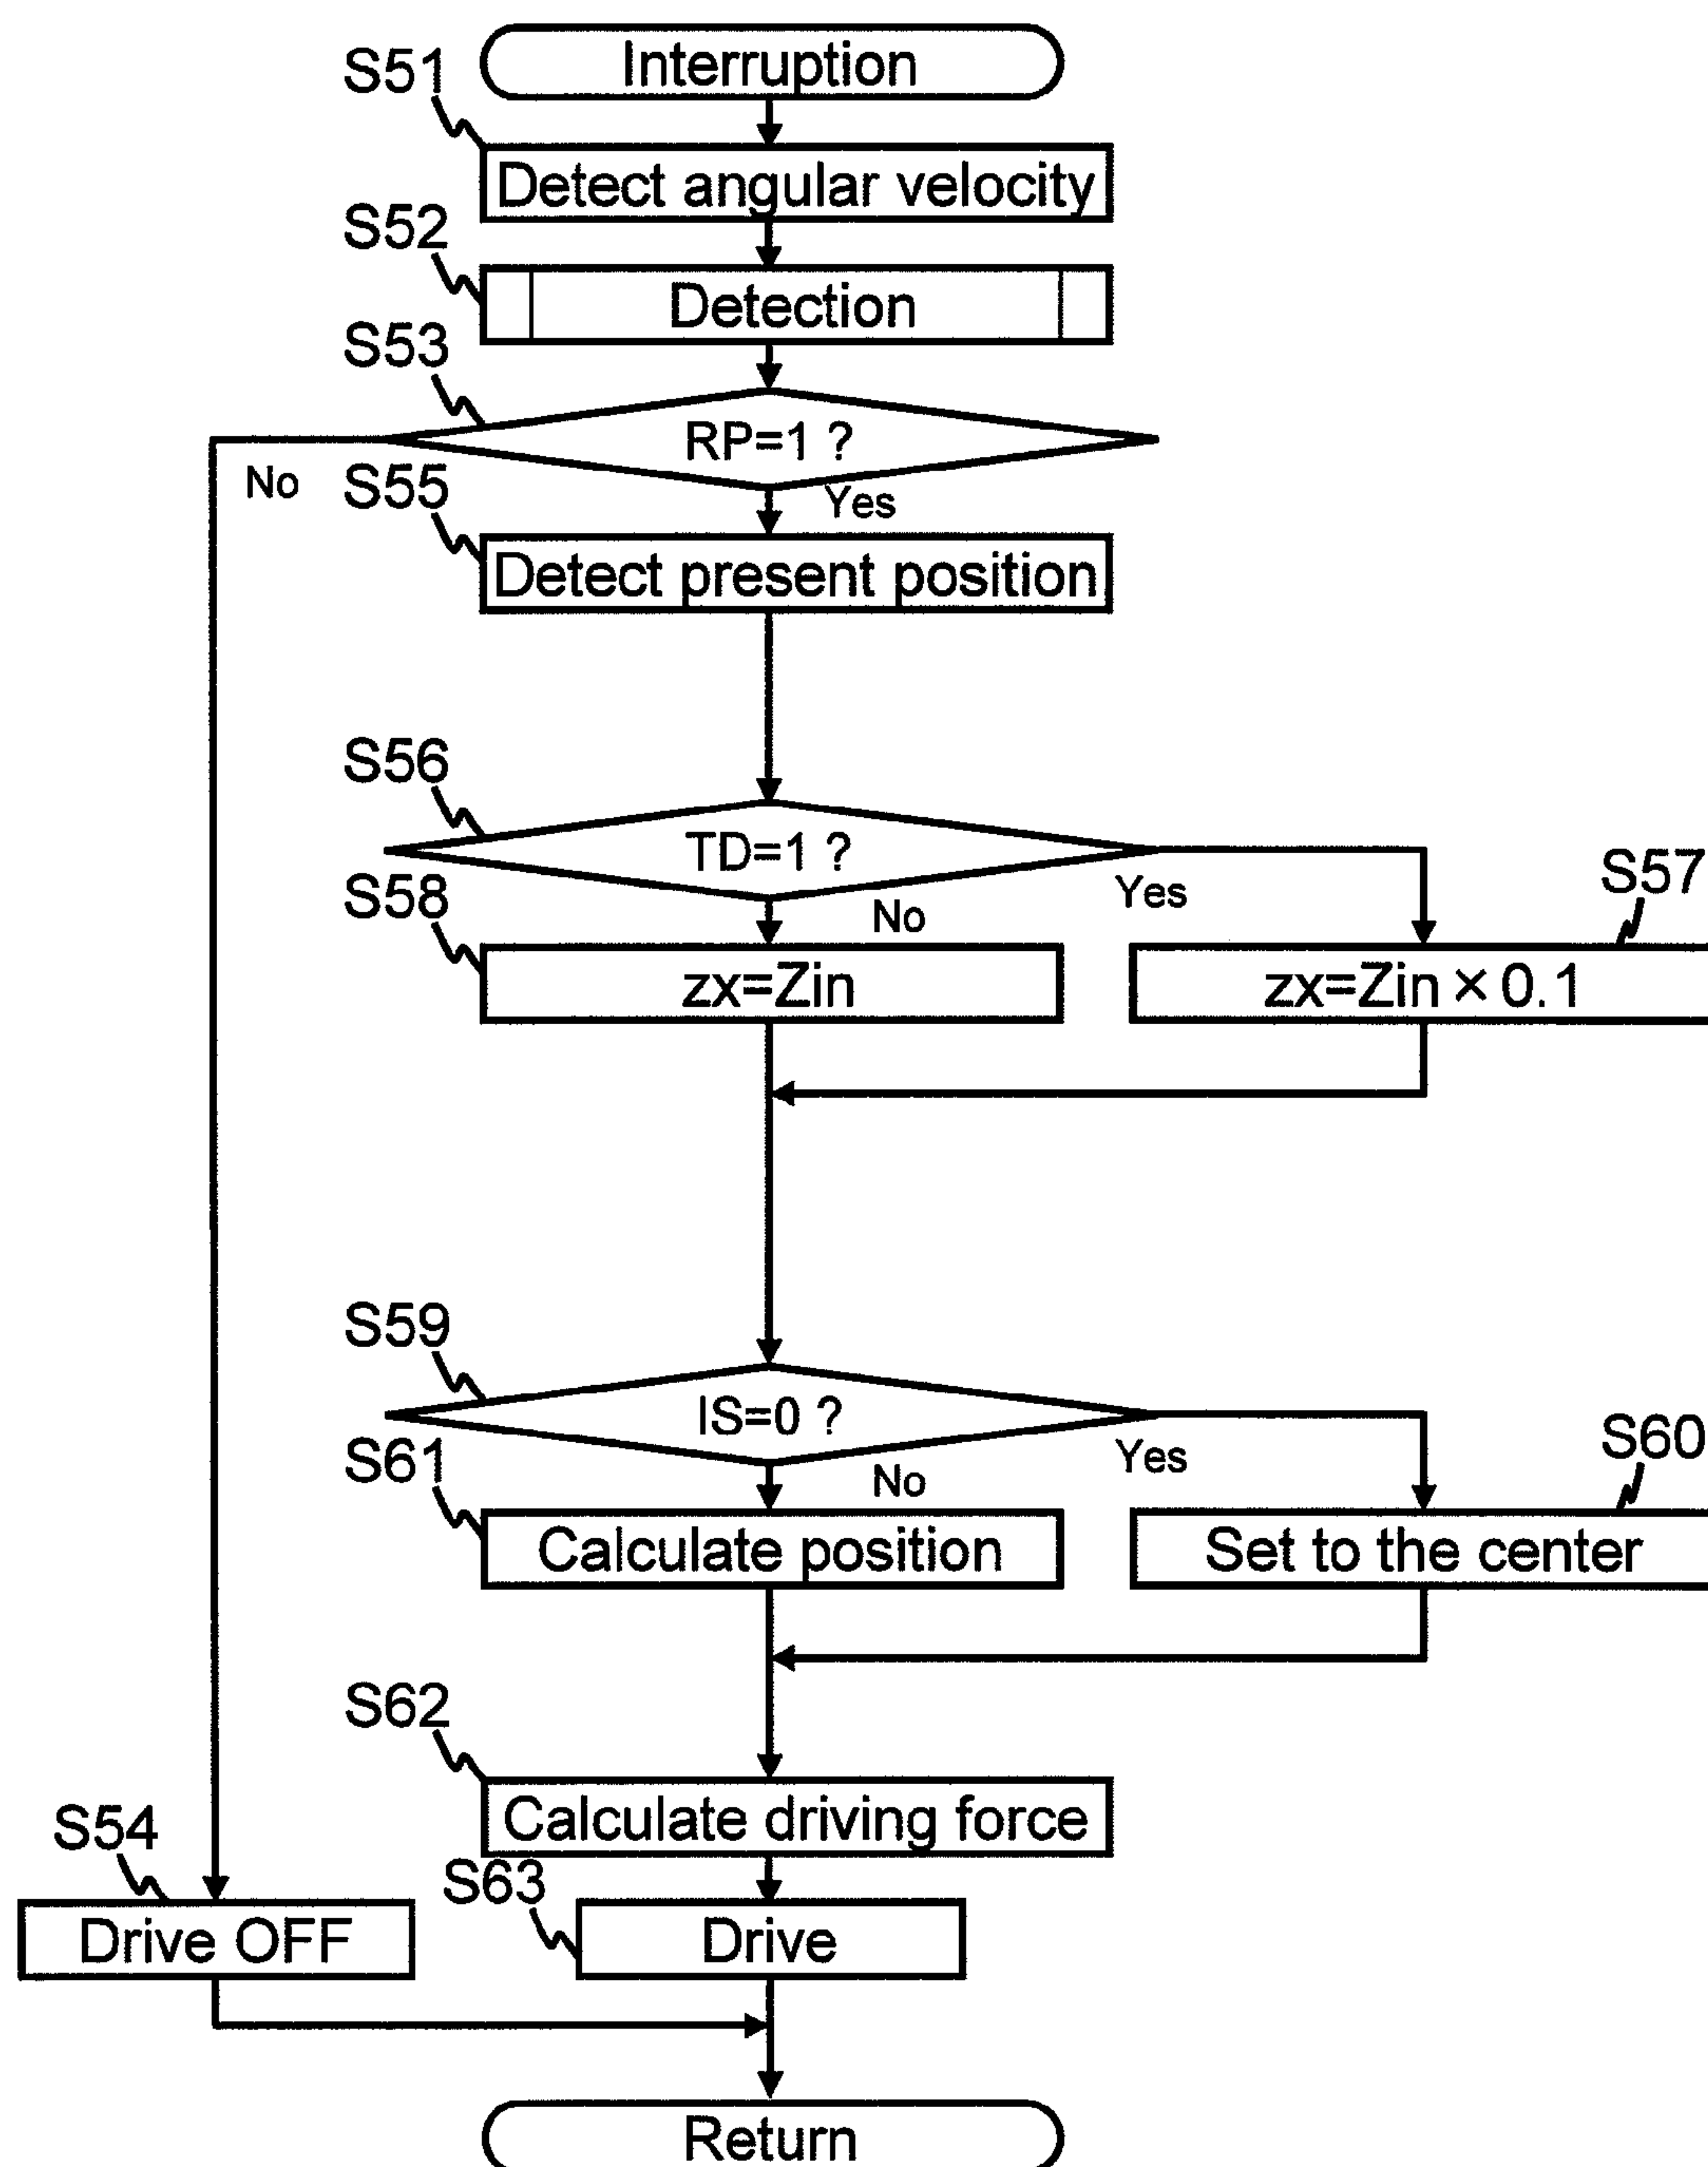 Interruption
S51
Detect angular velocity
S52
Detection
S53
RP=1 ?
No
Yes
S55
Detect present position
S56
TD=1 ?
Yes
No
S58
zx=Zin
S57
zx=Zin×0.1
S59
IS=0 ?
Yes
No
S61
Calculate position
S60
Set to the center
S62
Calculate driving force
S54
Drive OFF
S63
Drive
Return